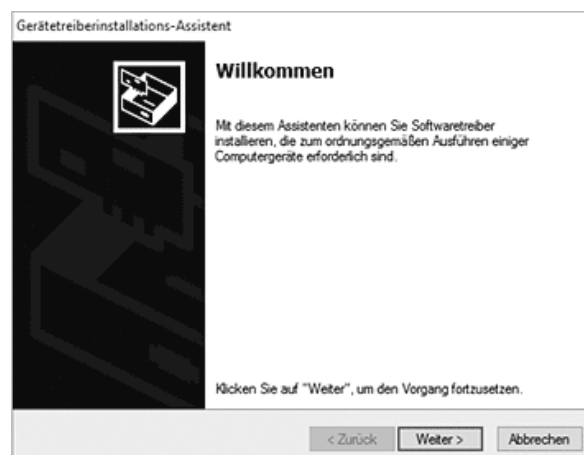 Gerätetreiberinstallations-Assistent
Willkommen
Mit diesem Assistenten können Sie Softwaretreiber
installieren, die zum ordnungsgemäßen Ausführen einiger
Computergeräte erforderlich sind.
Klicken Sie auf "Weiter", um den Vorgang fortzusetzen.
< Zurück Weiter > Abbrechen